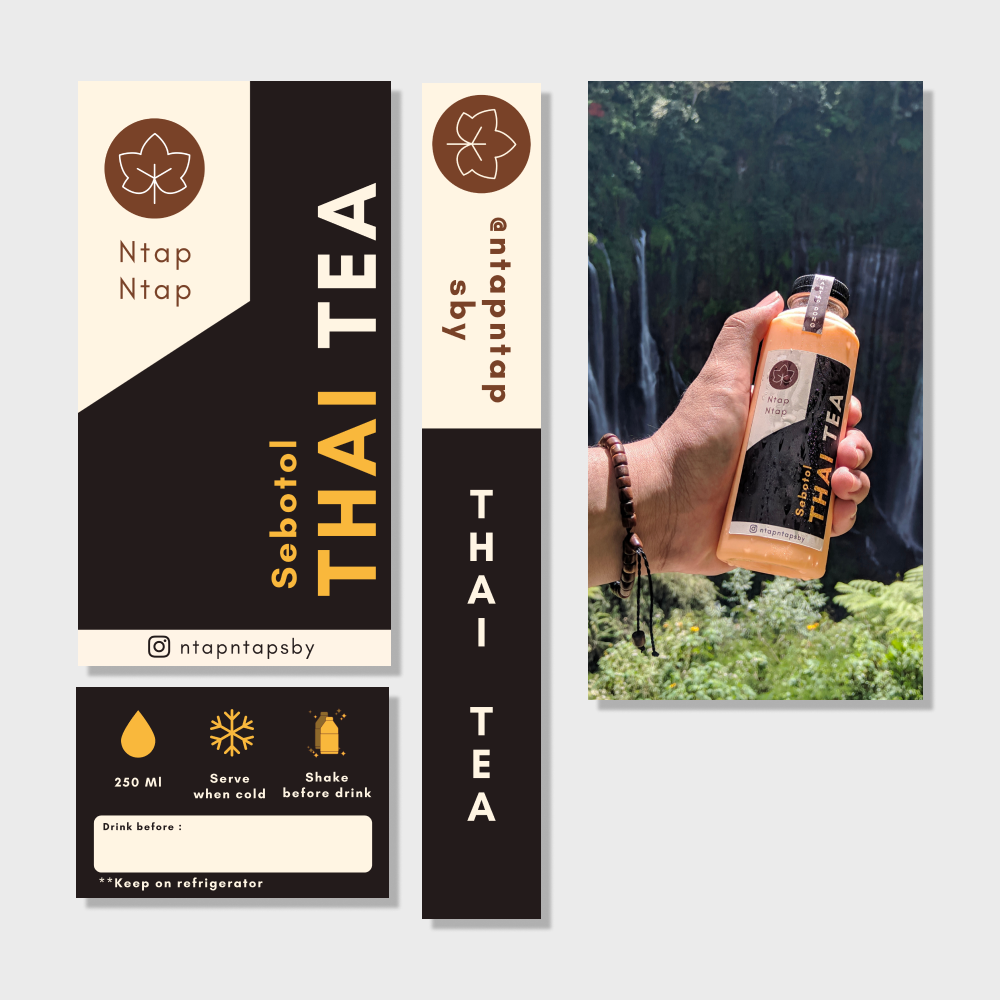 Ntap
Ntap
Sebotol
THAI TEA
ntapntapsby
250 Ml
Serve
when cold
Shake
before drink
Drink before :
**Keep on refrigerator
@ntapntap
sby
THAI
TEA
Ntap
Ntap
Sebotol
THAI TEA
ntapntapsby